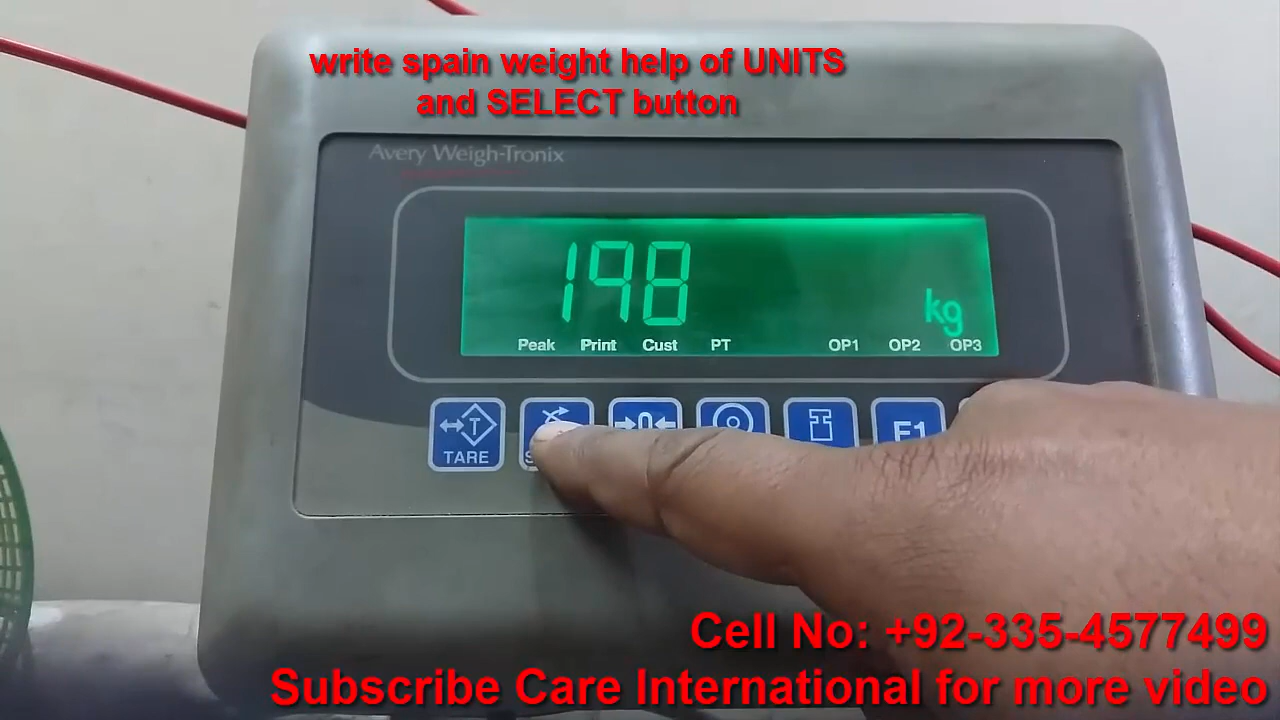 write spain weight help of UNITS
and SELECT button
Avery Weigh-Tronix
198
kg
Peak Print Cust PT OP1 OP2 OP3
T
TARE
0
F1
Cell No: +92-335-4577499
Subscribe Care International for more video